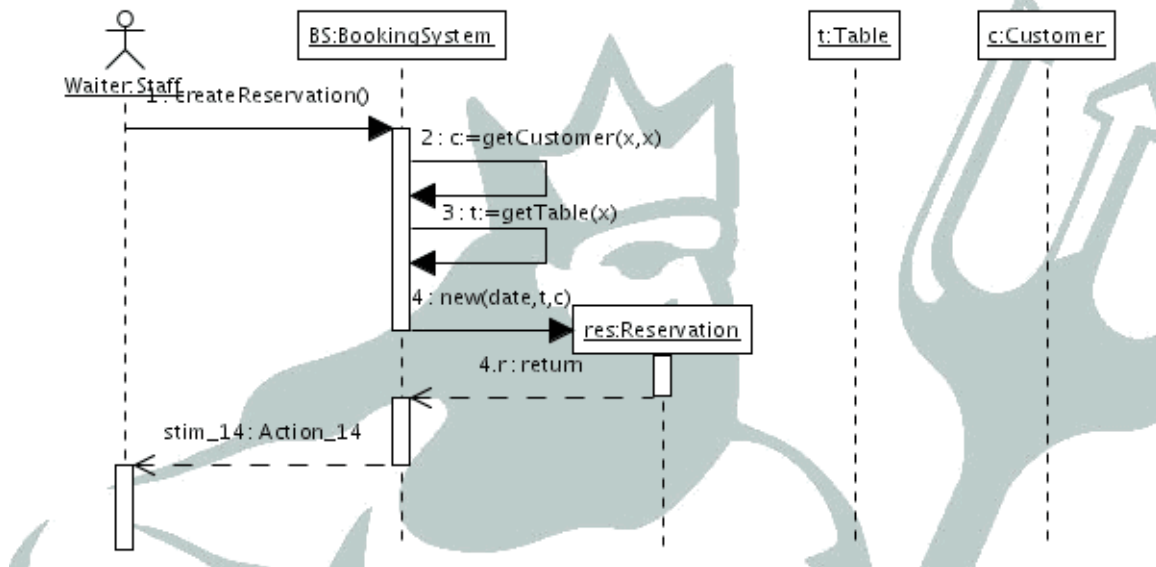 BS:BookingSystem
t:Table
c:Customer
Waiter:Staff
1 : createReservation()
2 : c:=getCustomer(x,x)
3 : t:=getTable(x)
4 : new(date,t,c)
res:Reservation
4.r : return
stim_14 : Action_14